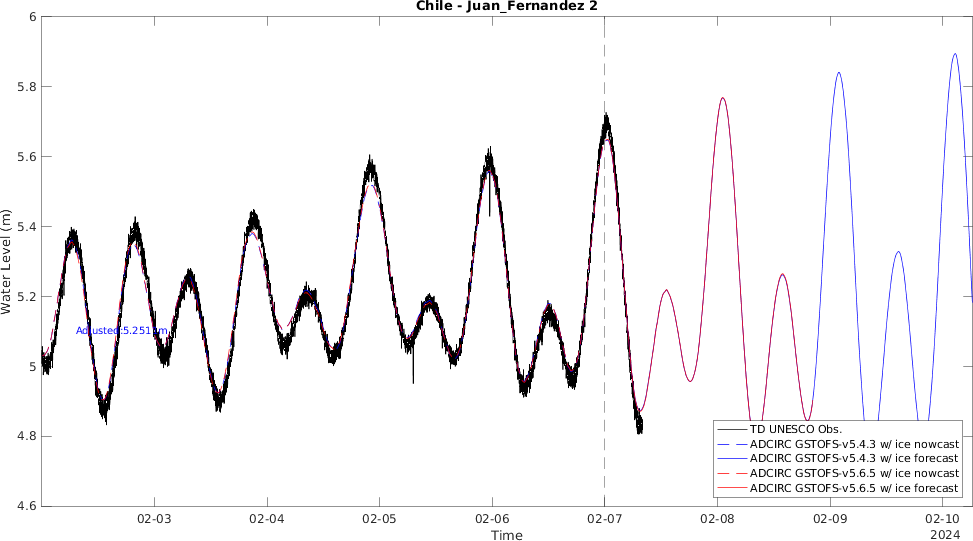 Chile - Juan_Fernandez 2
Water Level (m)
6
5.8
5.6
5.4
5.2
5
4.8
4.6
Adjusted:5.251 m
TD UNESCO Obs.
ADCIRC GSTOFS-v5.4.3 w/ ice nowcast
ADCIRC GSTOFS-v5.4.3 w/ ice forecast
ADCIRC GSTOFS-v5.6.5 w/ ice nowcast
ADCIRC GSTOFS-v5.6.5 w/ ice forecast
02-03 02-04 02-05 02-06 02-07 02-08 02-09 02-10
Time
2024